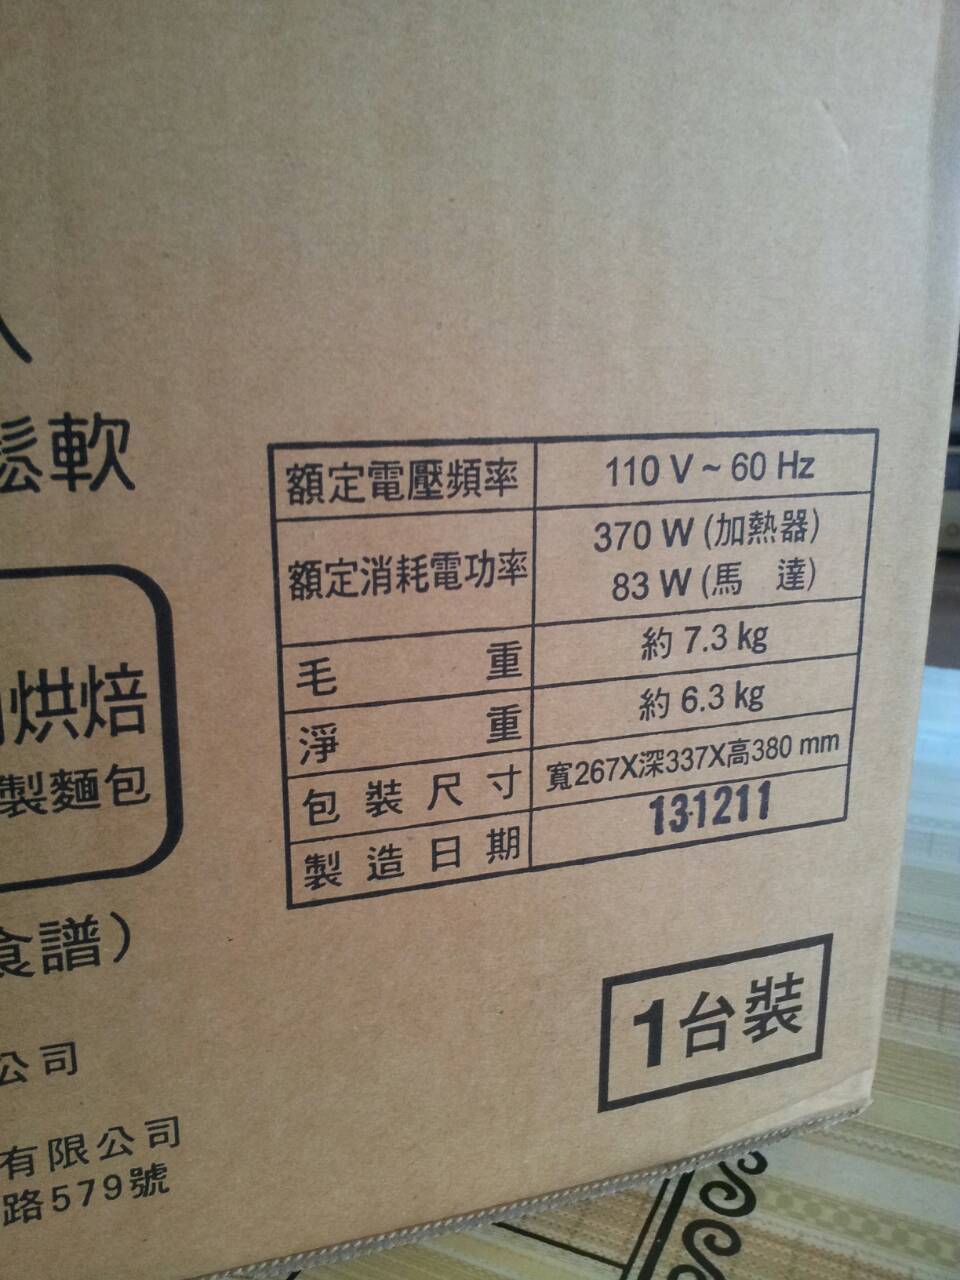 鬆軟
烘焙
製麵包
食譜)
公司
有限公司
路579號
額定電壓頻率 110 V ~ 60 Hz
額定消耗電功率 370 W (加熱器)
83 W (馬 達)
毛 重 約 7.3 kg
淨 重 約 6.3 kg
包 裝 尺 寸 寬267X深337X高380 mm
製 造 日 期 131211
1台裝